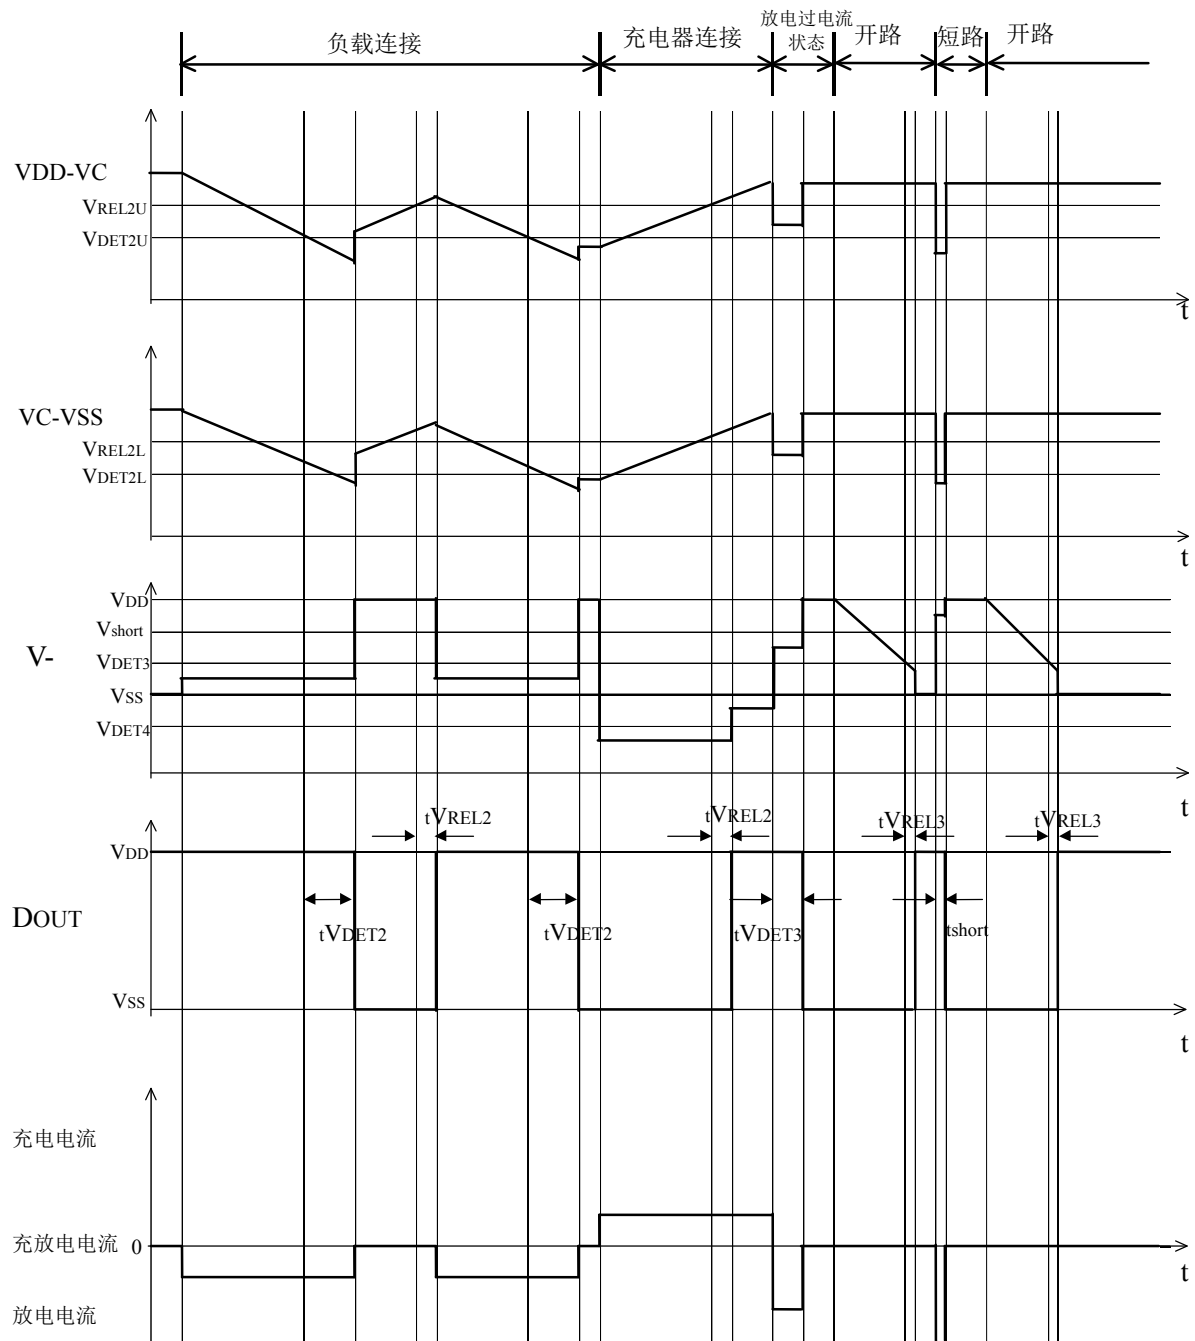 负载连接
充电器连接
放电过电流
状态
开路
短路
开路
VDD-VC
VREL2U
VDET2U
t
VC-VSS
VREL2L
VDET2L
t
V-
VDD
Vshort
VDET3
VSS
VDET4
t
tVREL2
tVREL2
tVREL3
tVREL3
VDD
DOUT
tVDET2
tVDET2
tVDET3
tshort
VSS
t
充电电流
充放电电流 0
t
放电电流